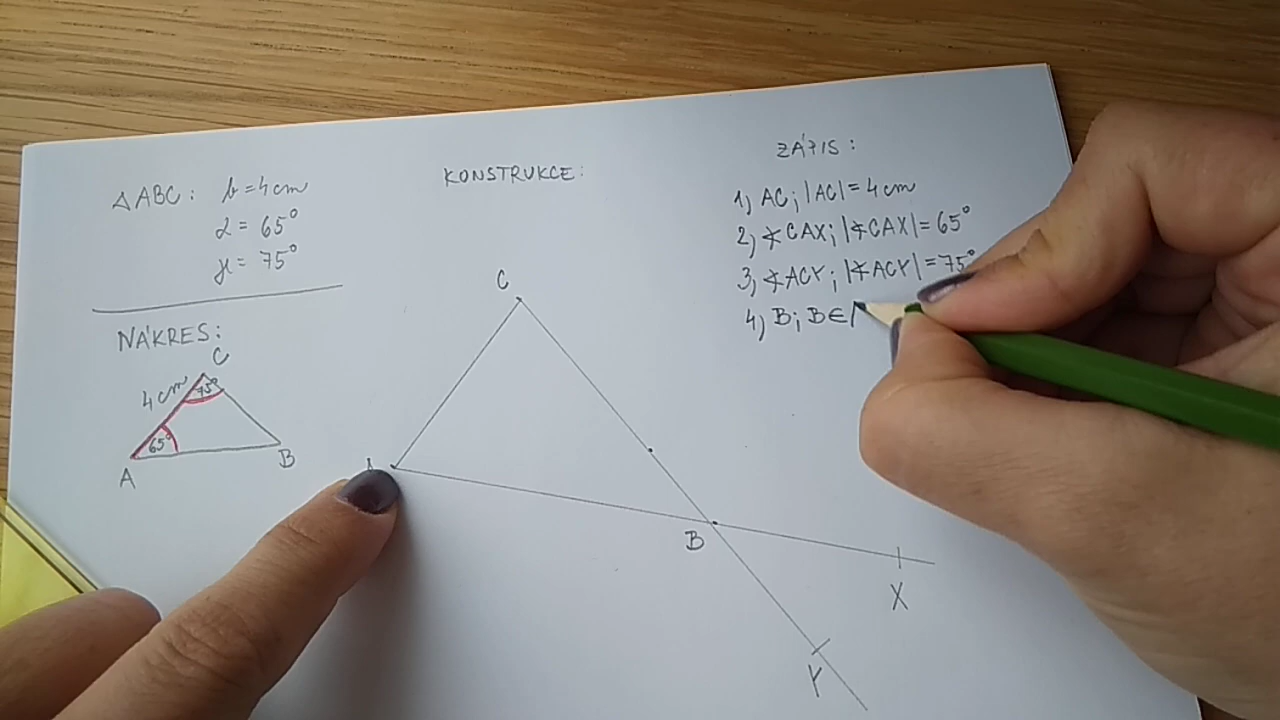 △ABC: b = 4 cm
α = 65°
γ = 75°
NÁKRES:
C
4 cm
75°
65°
A
B
KONSTRUKCE:
C
B
X
Y
ZÁPIS:
1) AC; |AC| = 4 cm
2) ∢CAX; |∢CAX| = 65°
3) ∢ACY; |∢ACY| = 75°
4) B; B∈